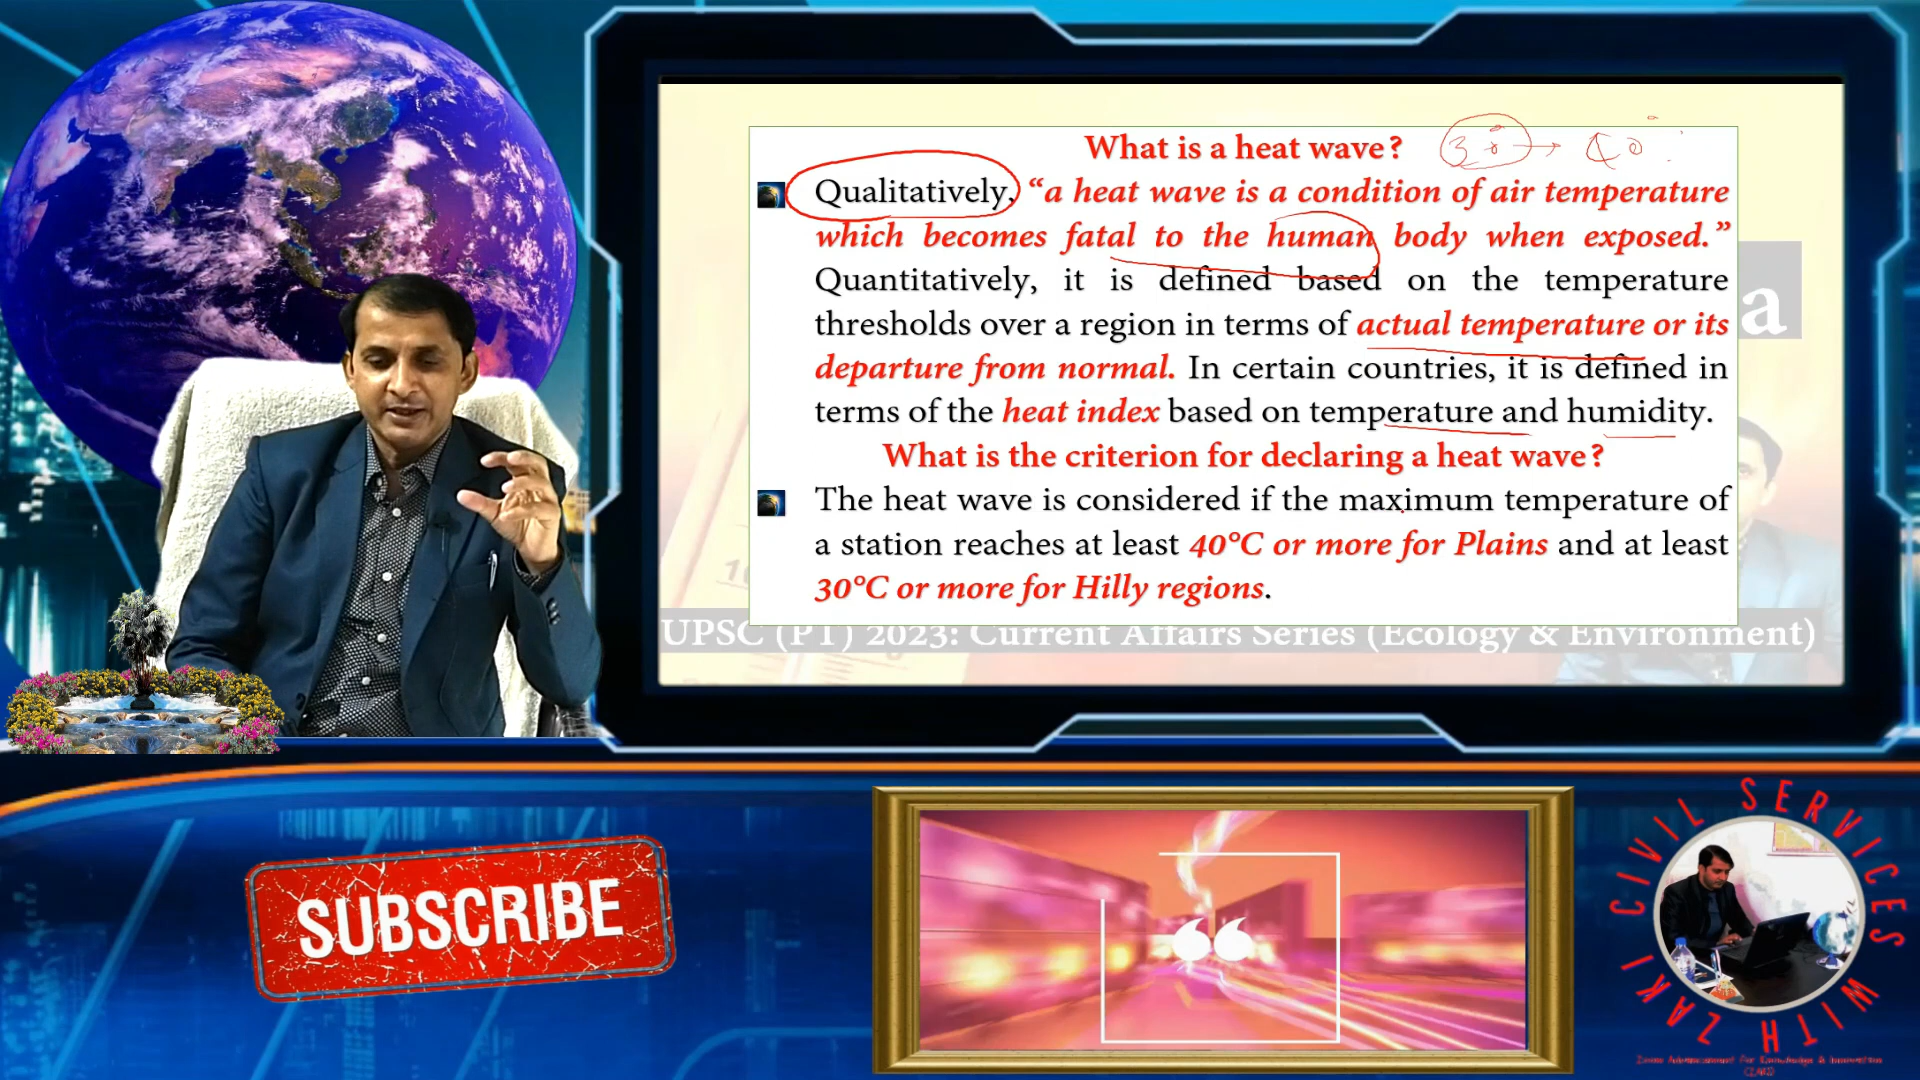 What is a heat wave? 30° → 40°
Qualitatively, “a heat wave is a condition of air temperature
which becomes fatal to the human body when exposed.”
Quantitatively, it is defined based on the temperature
thresholds over a region in terms of actual temperature or its
departure from normal. In certain countries, it is defined in
terms of the heat index based on temperature and humidity.
What is the criterion for declaring a heat wave?
The heat wave is considered if the maximum temperature of
a station reaches at least 40°C or more for Plains and at least
30°C or more for Hilly regions.
a
UPSC (PT) 2023: Current Affairs Series (Ecology & Environment)
SUBSCRIBE
“
CIVIL SERVICES WITH ZAKI